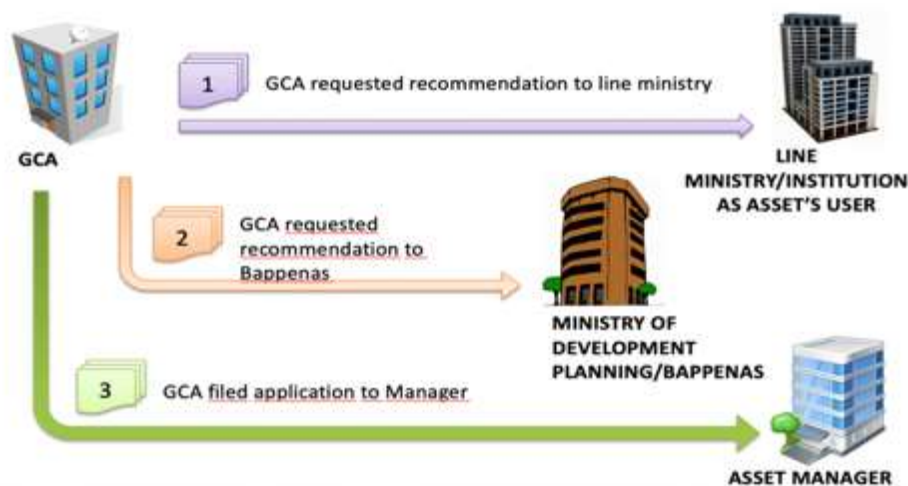 1
GCA requested recommendation to line ministry
GCA
LINE
MINISTRY/INSTITUTION
AS ASSET'S USER
2
GCA requested
recommendation to
Bappenas
MINISTRY OF
DEVELOPMENT
PLANNING/BAPPENAS
3
GCA filed application to Manager
ASSET MANAGER